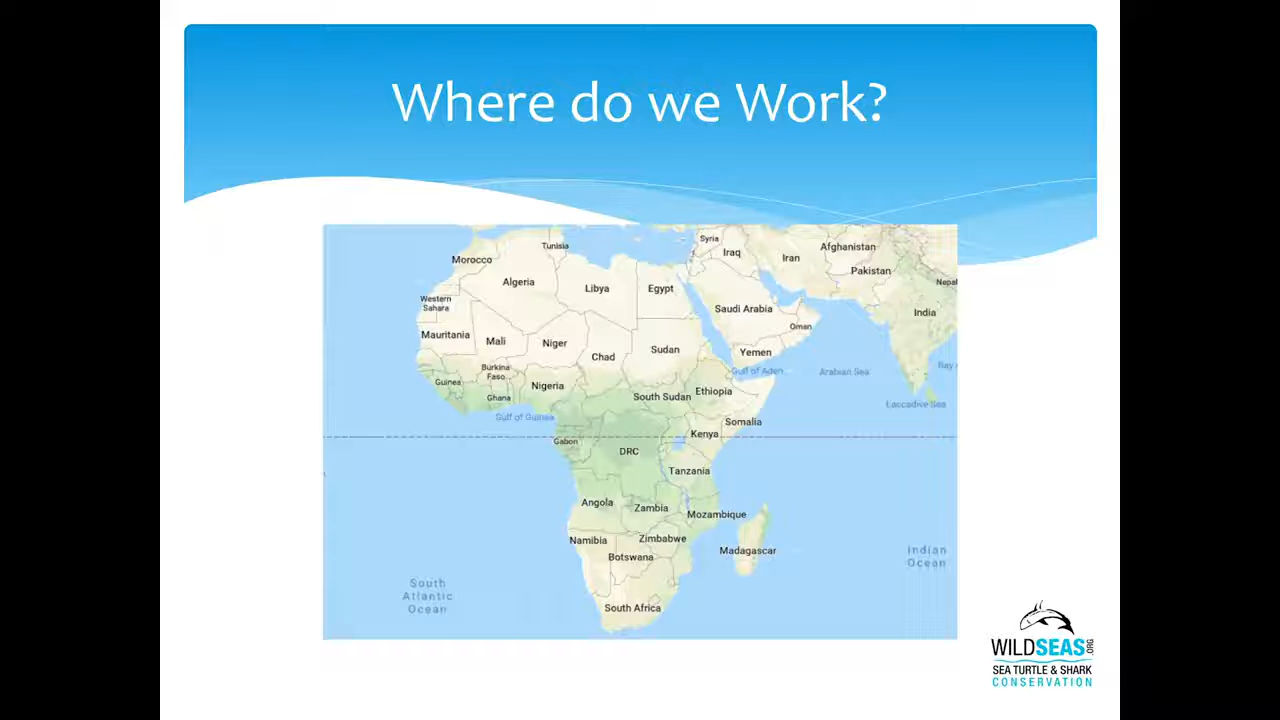 Where do we Work?
Tunisia
Syria
Morocco
Iraq
Iran
Afghanistan
Pakistan
Algeria
Libya
Egypt
Nepal
Western
Sahara
Saudi Arabia
India
Oman
Mauritania
Mali
Niger
Chad
Sudan
Yemen
Burkina
Faso
Gulf of Aden
Arabian Sea
Bay
Guinea
Nigeria
Ghana
South Sudan
Ethiopia
Laccadive Sea
Gulf of Guinea
Somalia
Gabon
Kenya
DRC
Tanzania
Angola
Zambia
Mozambique
Namibia
Zimbabwe
Botswana
Madagascar
Indian
Ocean
South
Atlantic
Ocean
South Africa
WILDSEAS.ORG
SEA TURTLE & SHARK
CONSERVATION